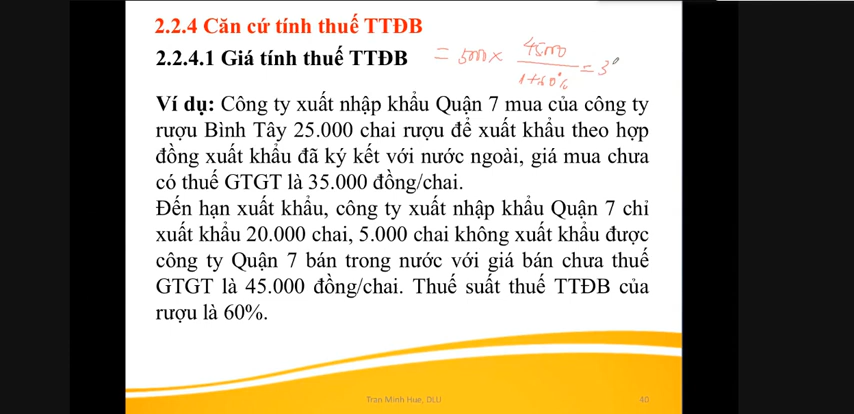 2.2.4 Căn cứ tính thuế TTĐB
2.2.4.1 Giá tính thuế TTĐB = 5000 x 45000 / 1+60% = 
Ví dụ: Công ty xuất nhập khẩu Quận 7 mua của công ty
rượu Bình Tây 25.000 chai rượu để xuất khẩu theo hợp
đồng xuất khẩu đã ký kết với nước ngoài, giá mua chưa
có thuế GTGT là 35.000 đồng/chai.
Đến hạn xuất khẩu, công ty xuất nhập khẩu Quận 7 chỉ
xuất khẩu 20.000 chai, 5.000 chai không xuất khẩu được
công ty Quận 7 bán trong nước với giá bán chưa thuế
GTGT là 45.000 đồng/chai. Thuế suất thuế TTĐB của
rượu là 60%.
Tran Minh Hiệ, DLU 40